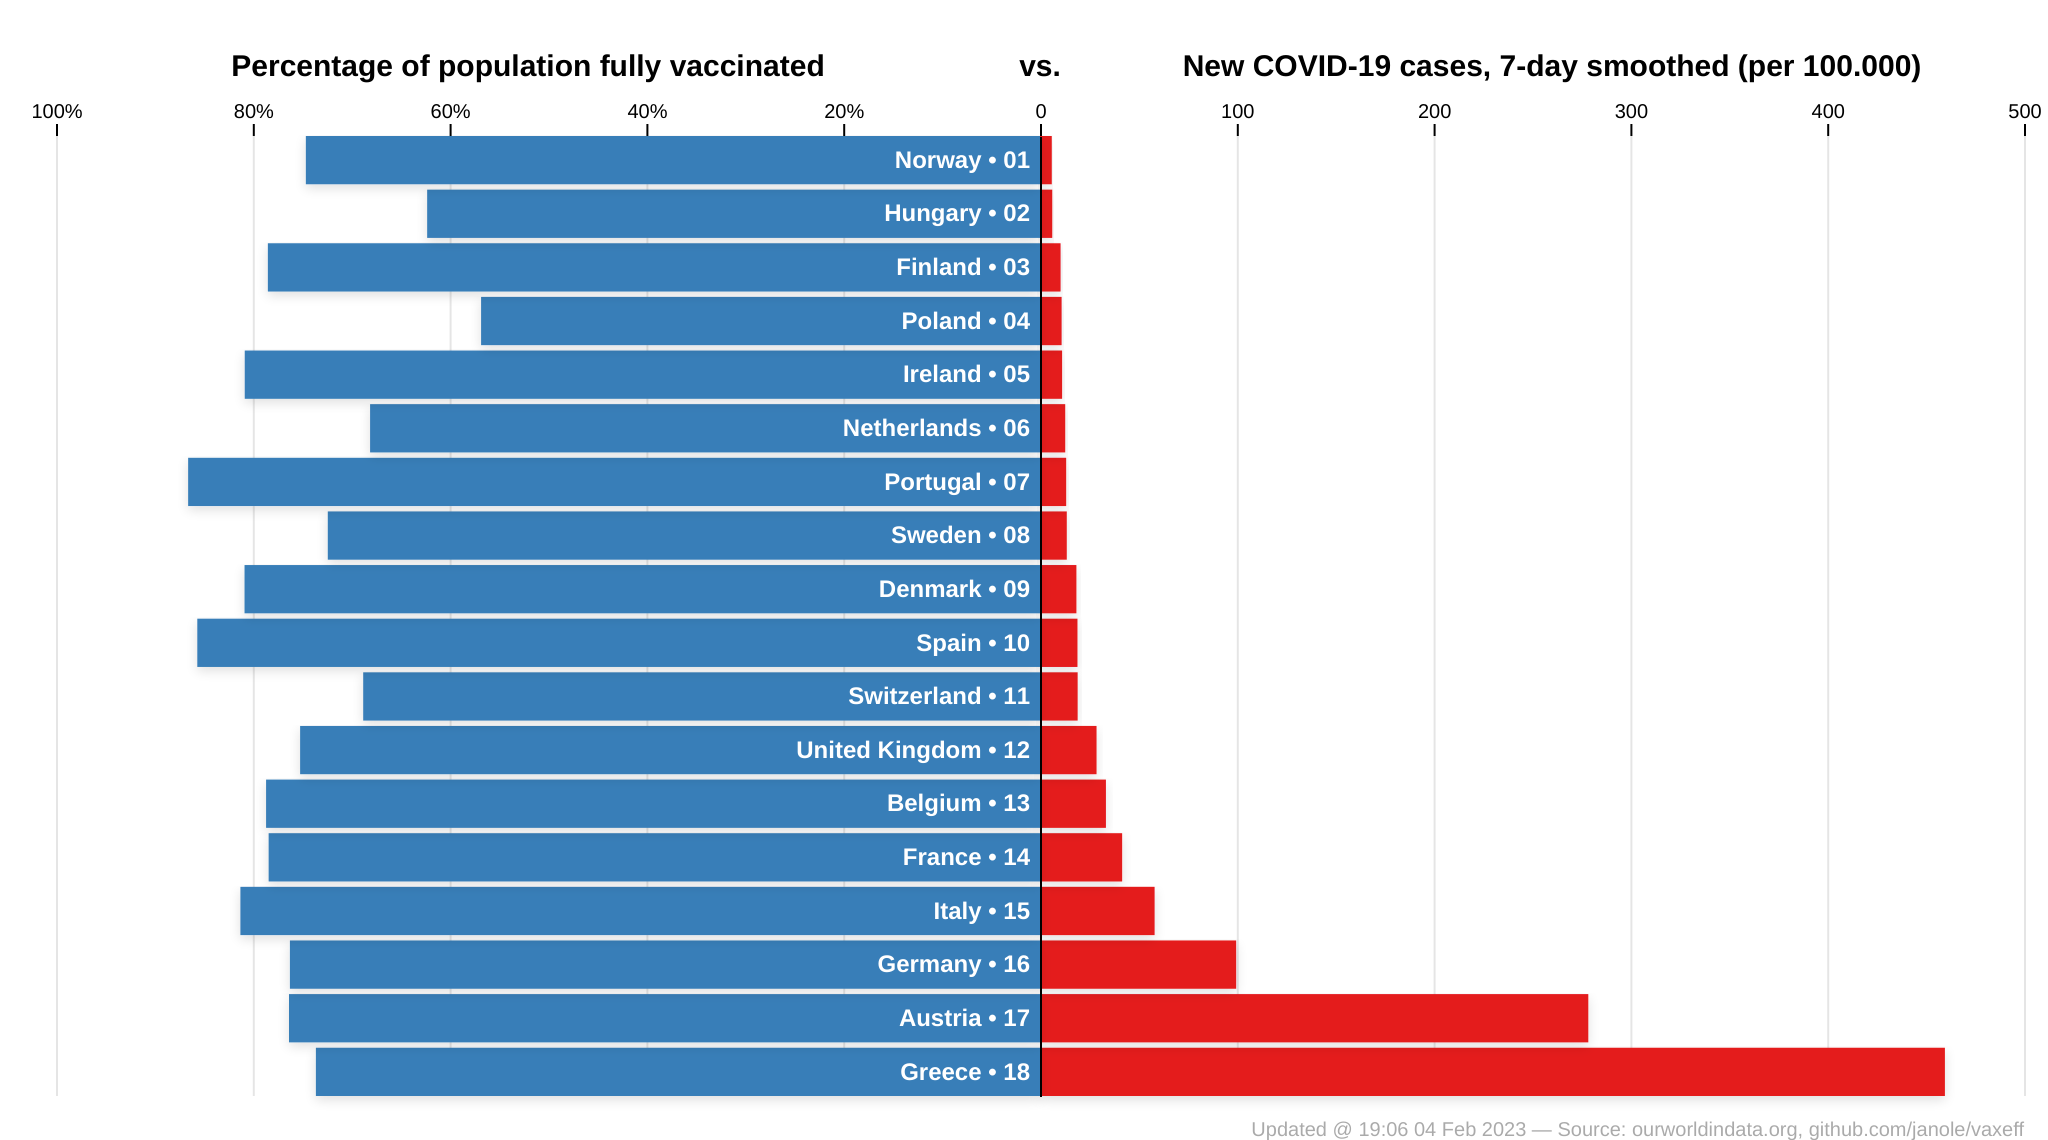 Percentage of population fully vaccinated vs. New COVID-19 cases, 7-day smoothed (per 100.000)
100% 80% 60% 40% 20% 0 100 200 300 400 500
Norway • 01
Hungary • 02
Finland • 03
Poland • 04
Ireland • 05
Netherlands • 06
Portugal • 07
Sweden • 08
Denmark • 09
Spain • 10
Switzerland • 11
United Kingdom • 12
Belgium • 13
France • 14
Italy • 15
Germany • 16
Austria • 17
Greece • 18
Updated @ 19:06 04 Feb 2023 — Source: ourworldindata.org, github.com/janole/vaxeff